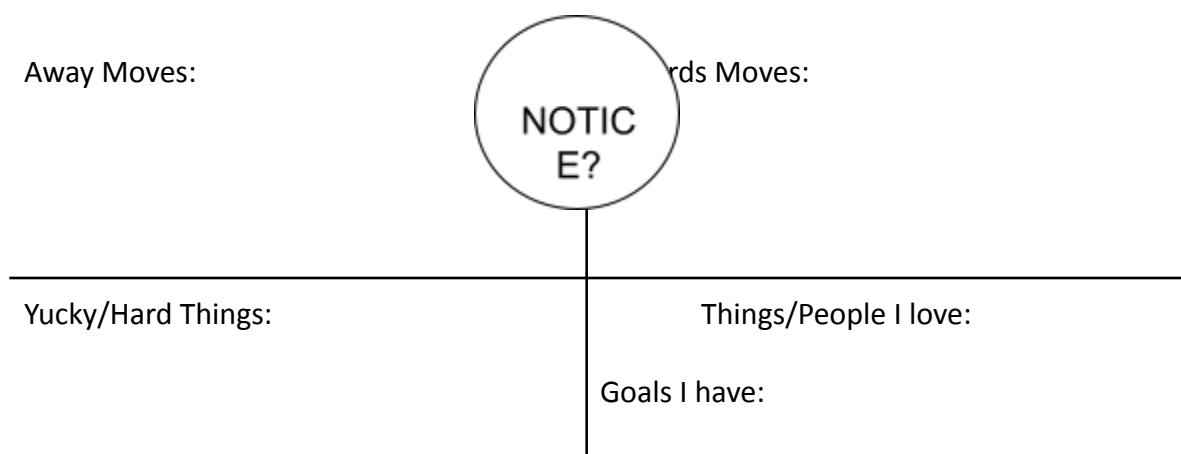 Away Moves:
NOTIC
E?
rds Moves:
Yucky/Hard Things:
Things/People I love:
Goals I have: